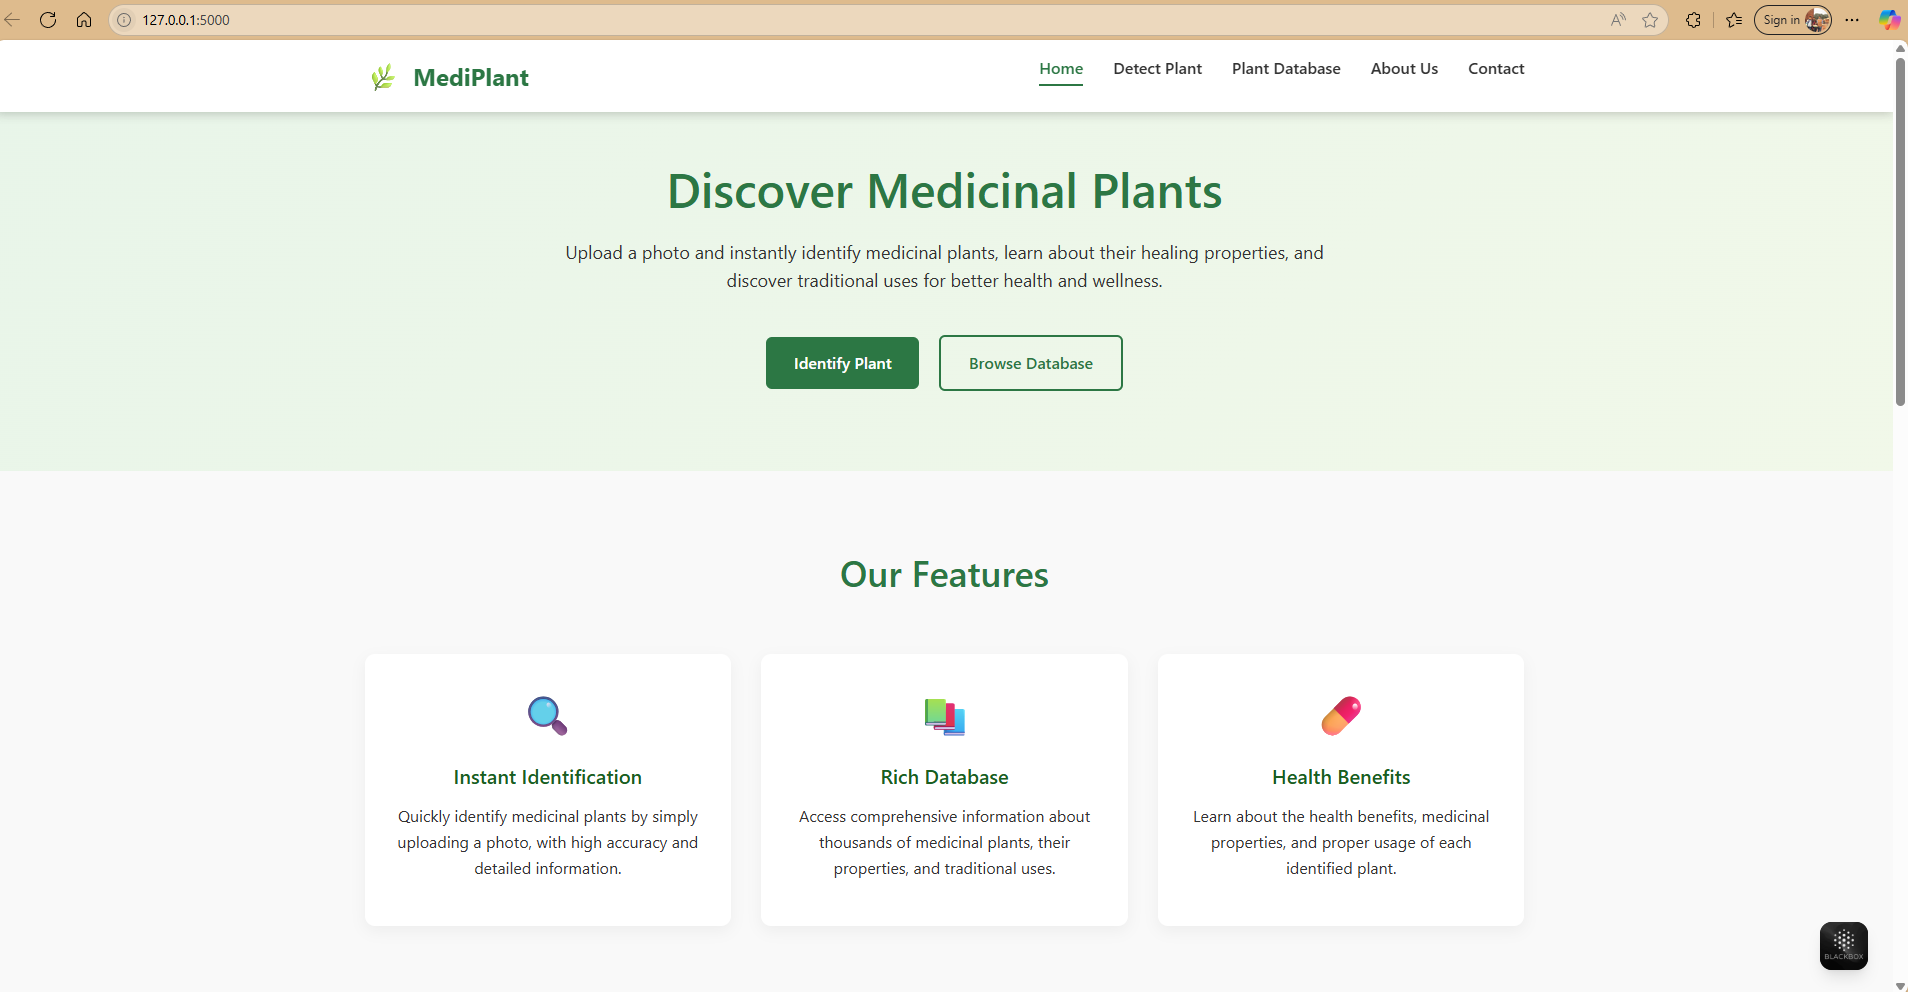 127.0.0.1:5000
Sign in
MediPlant
Home
Detect Plant
Plant Database
About Us
Contact
Discover Medicinal Plants
Upload a photo and instantly identify medicinal plants, learn about their healing properties, and
discover traditional uses for better health and wellness.
Identify Plant
Browse Database
Our Features
Instant Identification
Quickly identify medicinal plants by simply
uploading a photo, with high accuracy and
detailed information.
Rich Database
Access comprehensive information about
thousands of medicinal plants, their
properties, and traditional uses.
Health Benefits
Learn about the health benefits, medicinal
properties, and proper usage of each
identified plant.
BLACKBOX